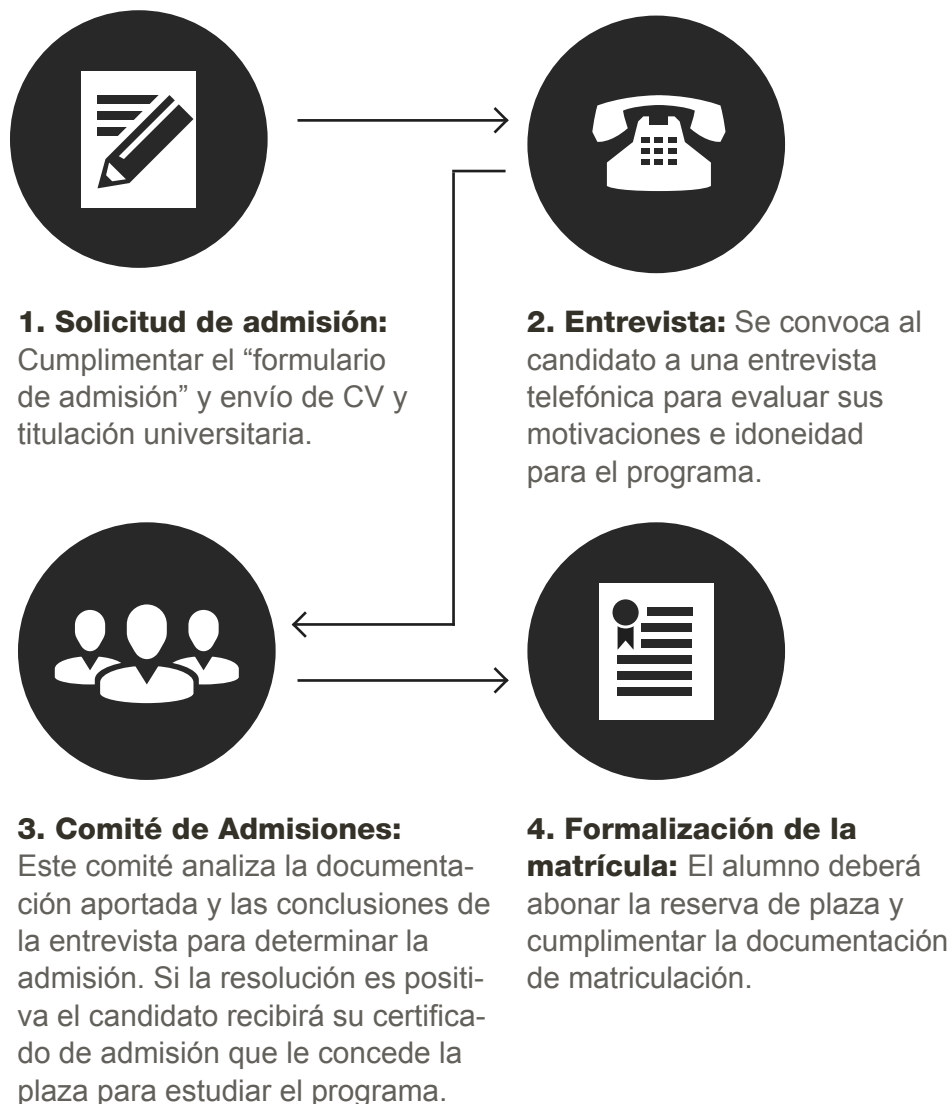 1. Solicitud de admisión:
Cumplimentar el “formulario
de admisión” y envío de CV y
titulación universitaria.
2. Entrevista: Se convoca al
candidato a una entrevista
telefónica para evaluar sus
motivaciones e idoneidad
para el programa.
3. Comité de Admisiones:
Este comité analiza la documenta-
ción aportada y las conclusiones de
la entrevista para determinar la
admisión. Si la resolución es positi-
va el candidato recibirá su certifica-
do de admisión que le concede la
plaza para estudiar el programa.
4. Formalización de la
matrícula: El alumno deberá
abonar la reserva de plaza y
cumplimentar la documentación
de matriculación.